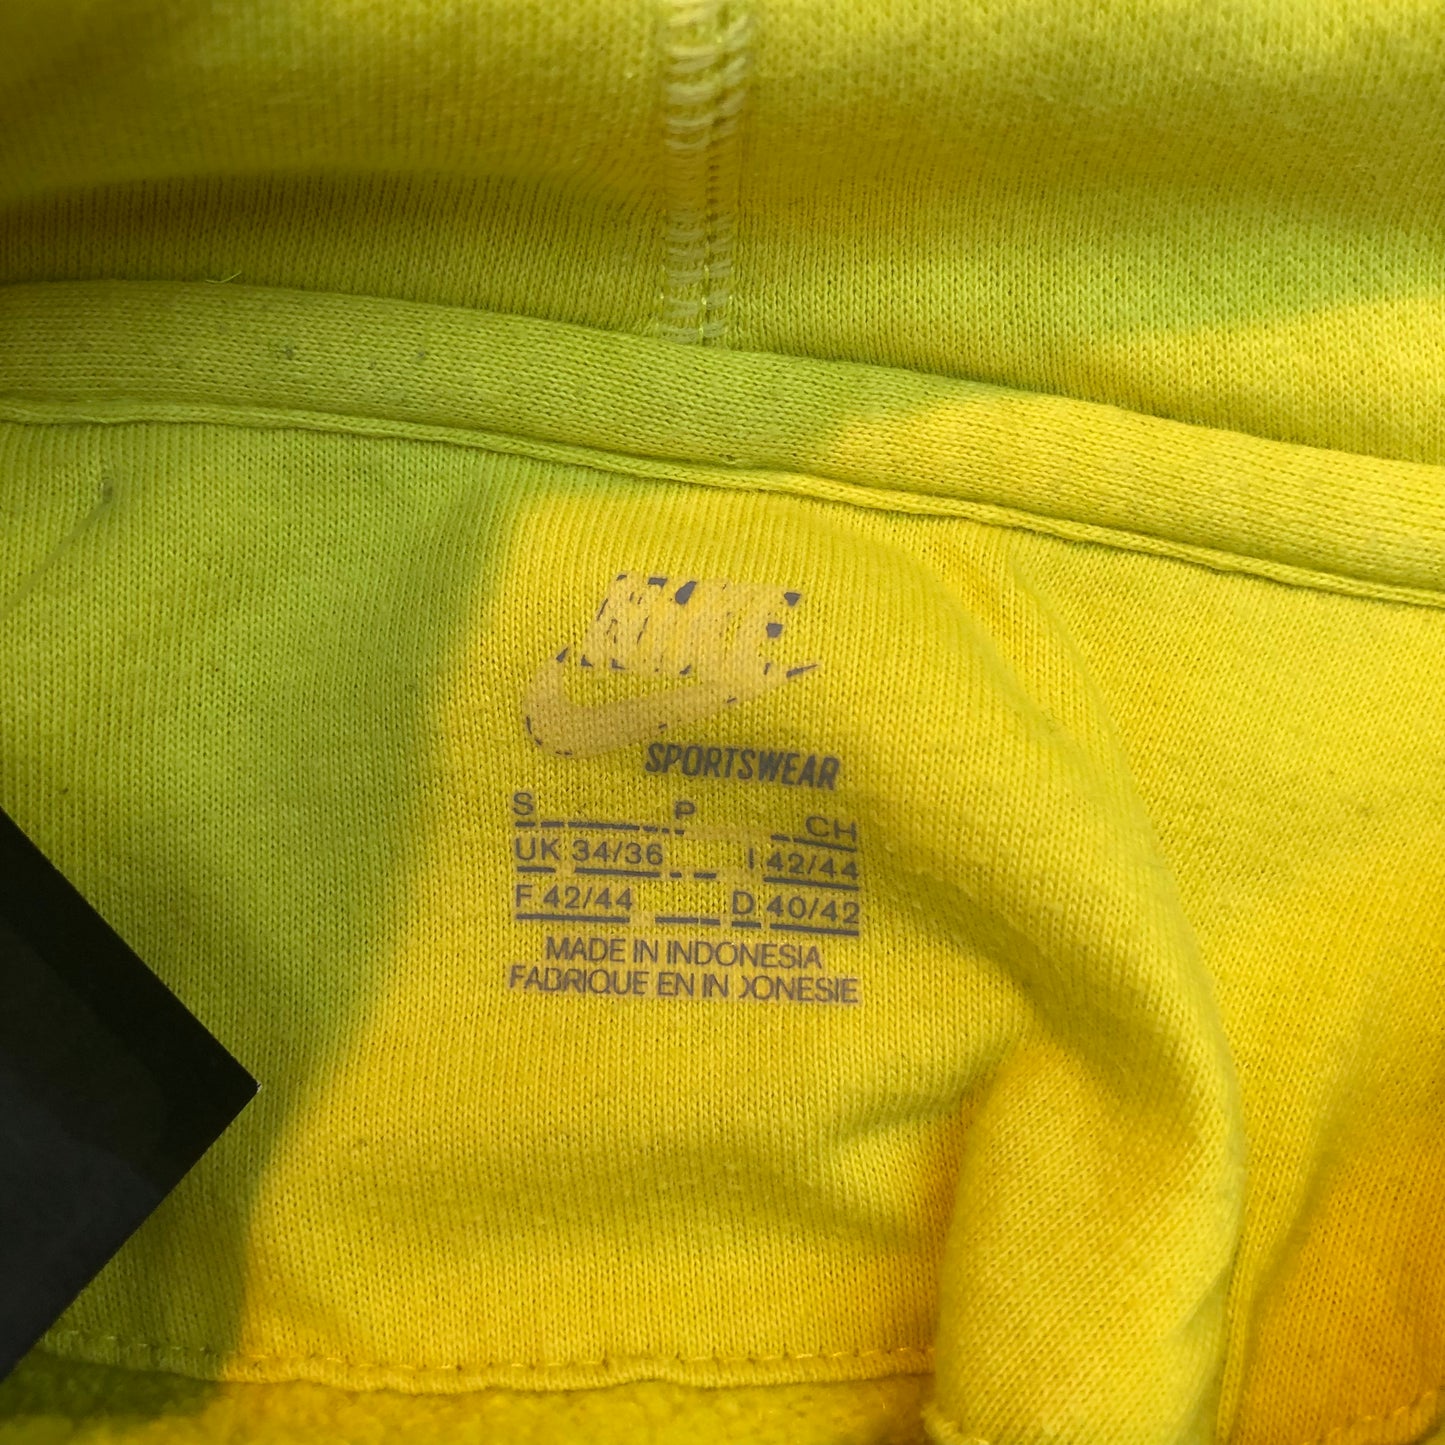 NIKE
SPORTSWEAR
S P CH
UK 34/36 I 42/44
F 42/44 D 40/42
MADE IN INDONESIA
FABRIQUE EN INDONESIE